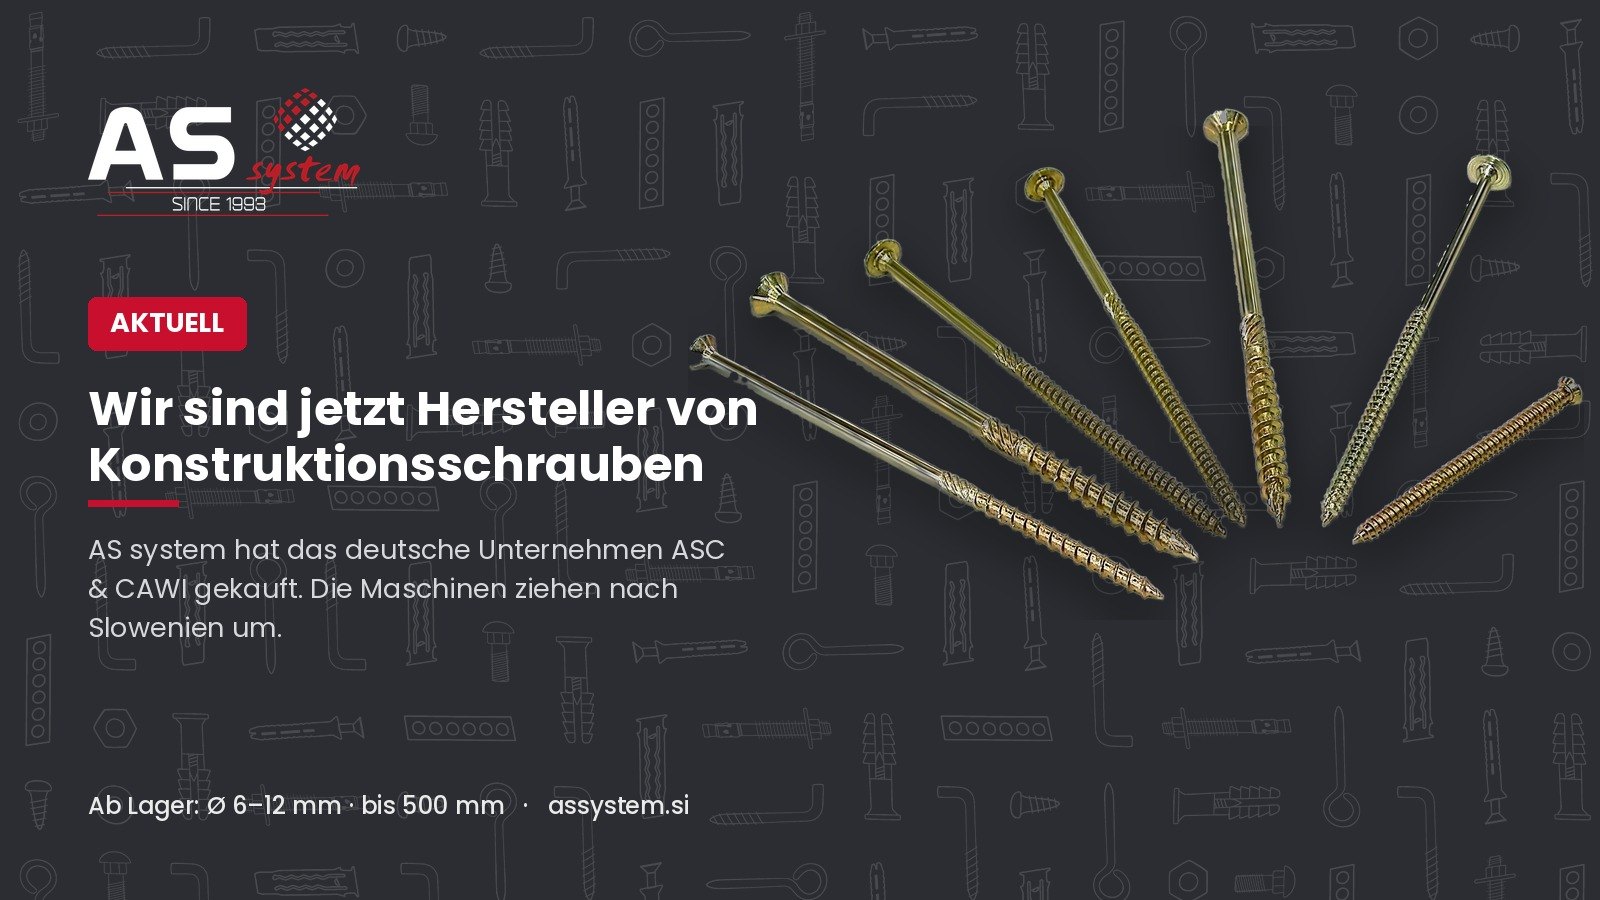 AS system
SINCE 1993
AKTUELL
Wir sind jetzt Hersteller von
Konstruktionsschrauben
AS system hat das deutsche Unternehmen ASC
& CAWI gekauft. Die Maschinen ziehen nach
Slowenien um.
Ab Lager: Ø 6–12 mm · bis 500 mm · assystem.si